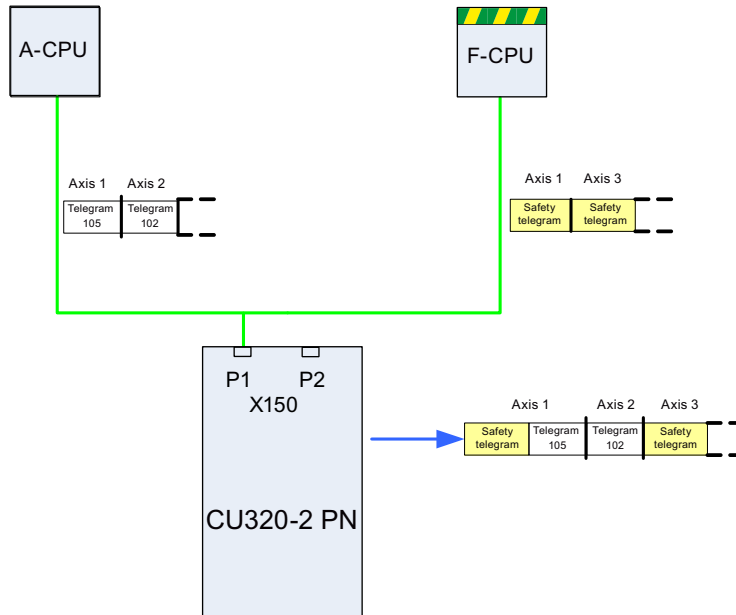 A-CPU
F-CPU
Axis 1
Axis 2
Telegram
105
Telegram
102
Axis 1
Axis 3
Safety
telegram
Safety
telegram
P1
P2
X150
CU320-2 PN
Axis 1
Axis 2
Axis 3
Safety
telegram
Telegram
105
Telegram
102
Safety
telegram